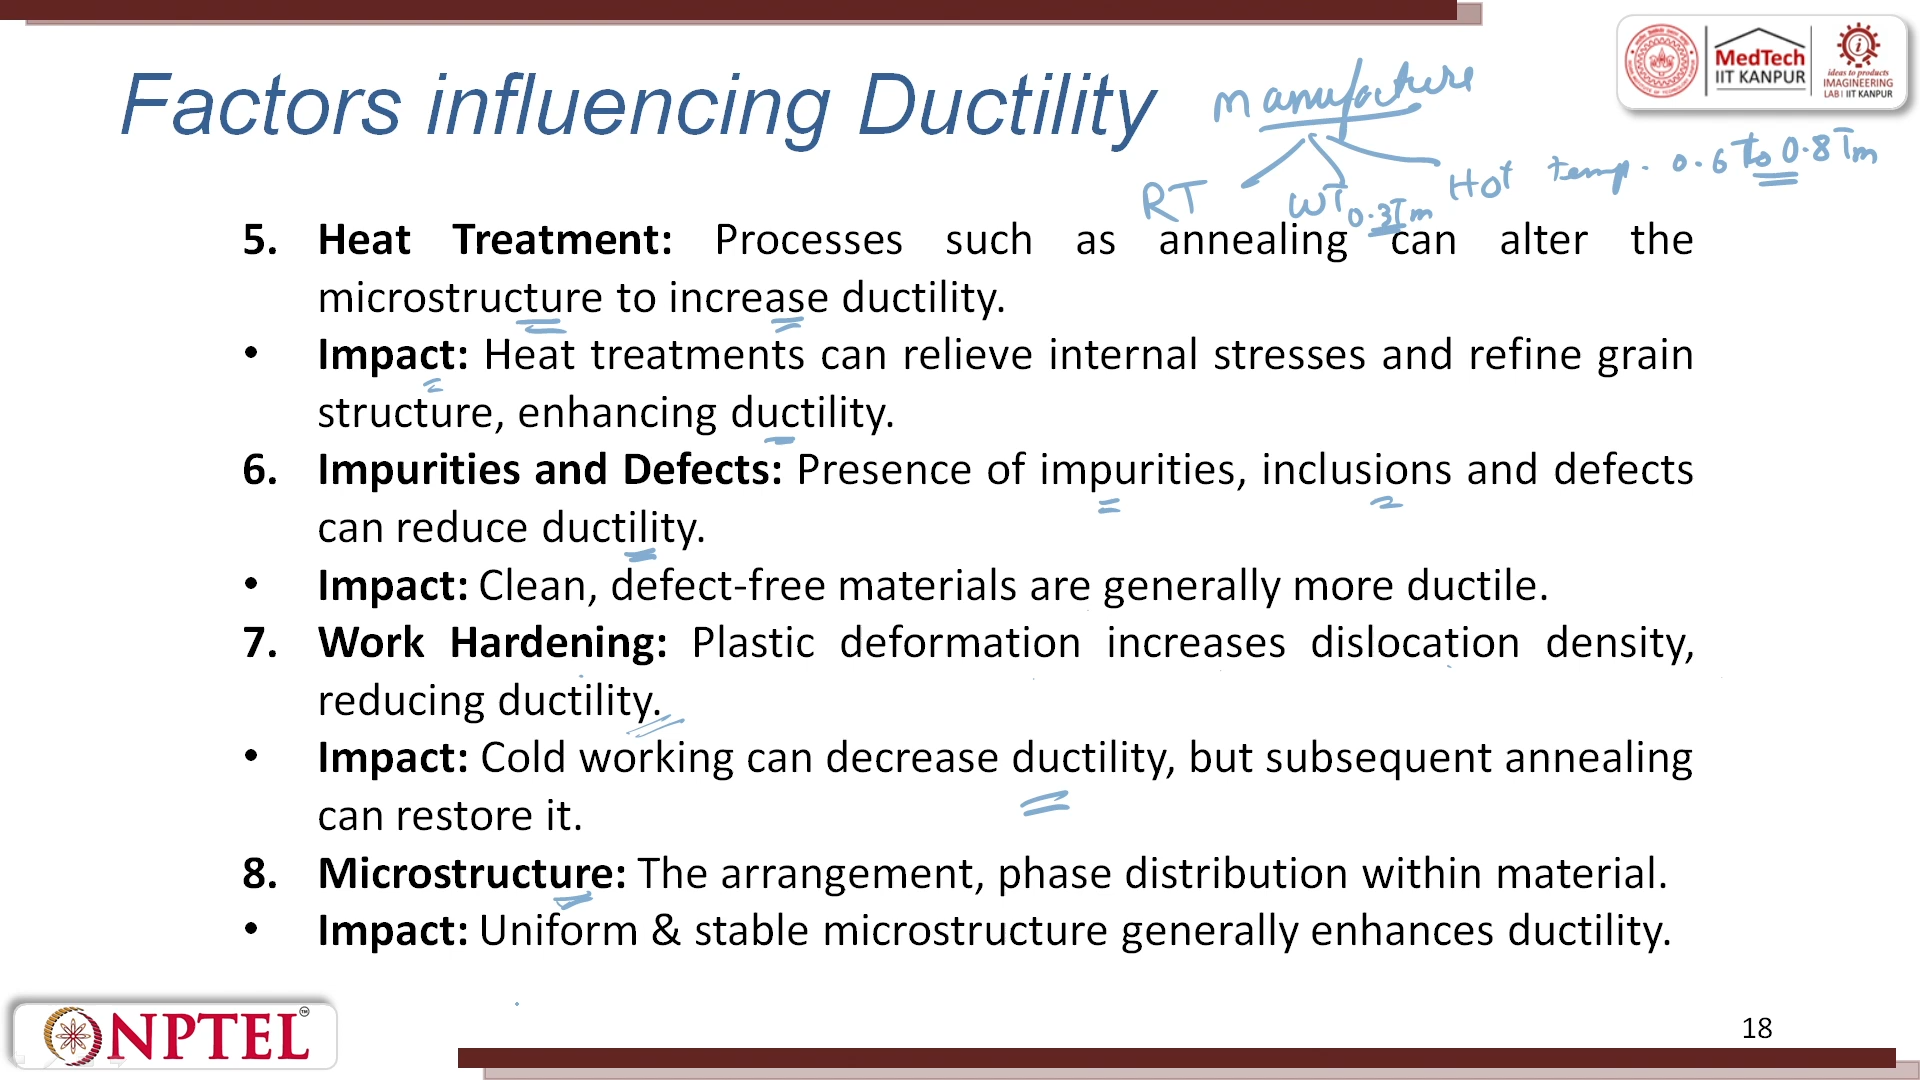 Factors influencing Ductility
manufacture
RT
WT 0.3Tm
Hot temp. 0.6 to 0.8Tm
MedTech
IIT KANPUR
ideas to products
IMAGINEERING
LAB | IIT KANPUR
5. Heat Treatment: Processes such as annealing can alter the
microstructure to increase ductility.
• Impact: Heat treatments can relieve internal stresses and refine grain
structure, enhancing ductility.
6. Impurities and Defects: Presence of impurities, inclusions and defects
can reduce ductility.
• Impact: Clean, defect-free materials are generally more ductile.
7. Work Hardening: Plastic deformation increases dislocation density,
reducing ductility.
• Impact: Cold working can decrease ductility, but subsequent annealing
can restore it.
8. Microstructure: The arrangement, phase distribution within material.
• Impact: Uniform & stable microstructure generally enhances ductility.
NPTEL™
18